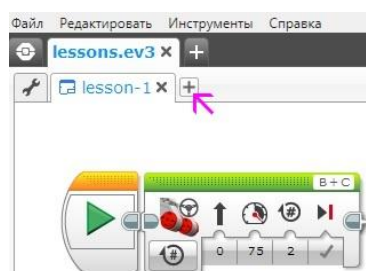 Файл Редактировать Инструменты Справка
lessons.ev3 × +
lesson-1 × +
B+C
0 75 2